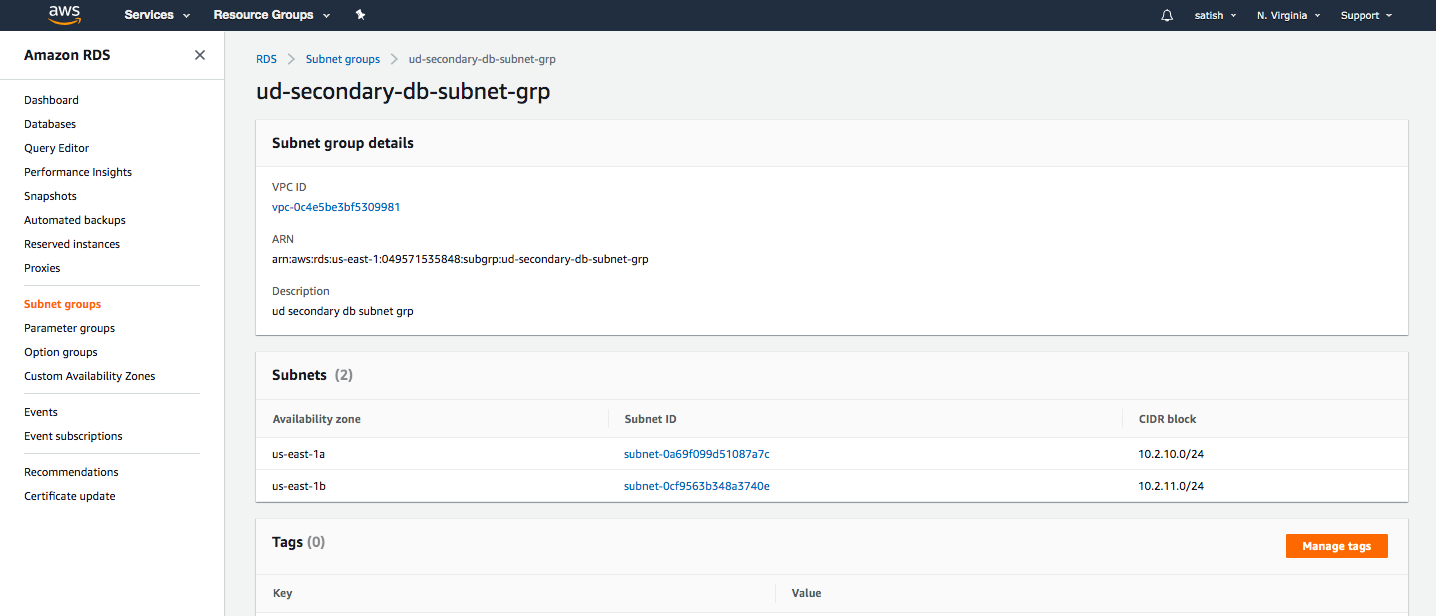 aws Services Resource Groups satish N. Virginia Support
Amazon RDS
Dashboard
Databases
Query Editor
Performance Insights
Snapshots
Automated backups
Reserved instances
Proxies
Subnet groups
Parameter groups
Option groups
Custom Availability Zones
Events
Event subscriptions
Recommendations
Certificate update
RDS Subnet groups ud-secondary-db-subnet-grp
ud-secondary-db-subnet-grp
Subnet group details
VPC ID
vpc-0c4e5be3bf5309981
ARN
arn:aws:rds:us-east-1:049571535848:subgrp:ud-secondary-db-subnet-grp
Description
ud secondary db subnet grp
Subnets (2)
Availability zone Subnet ID CIDR block
us-east-1a subnet-0a69f099d51087a7c 10.2.10.0/24
us-east-1b subnet-0cf9563b348a3740e 10.2.11.0/24
Tags (0) Manage tags
Key Value